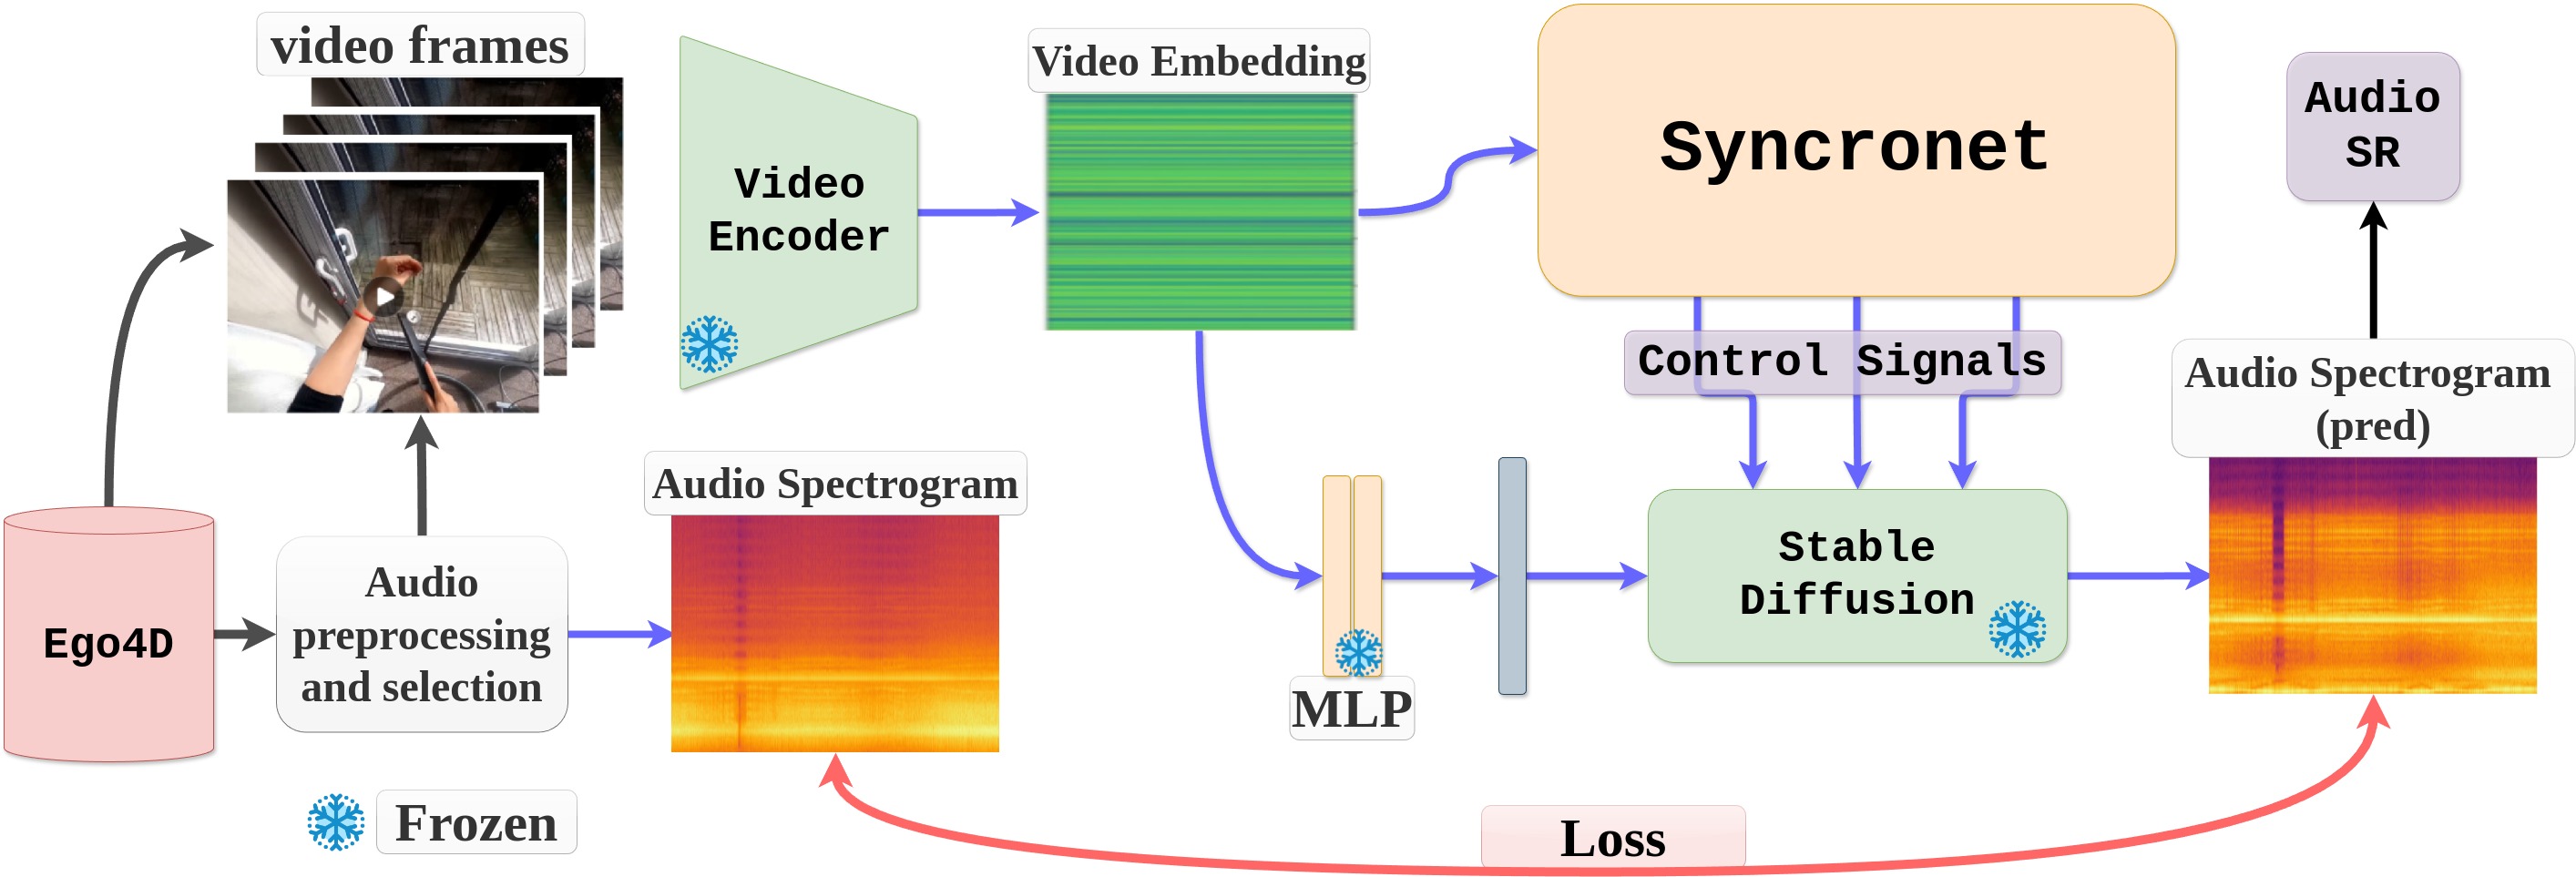 video frames
Video
Encoder
Video Embedding
Syncronet
Audio
SR
Control Signals
Audio Spectrogram
(pred)
Audio Spectrogram
Ego4D
Audio
preprocessing
and selection
MLP
Stable
Diffusion
Frozen
Loss